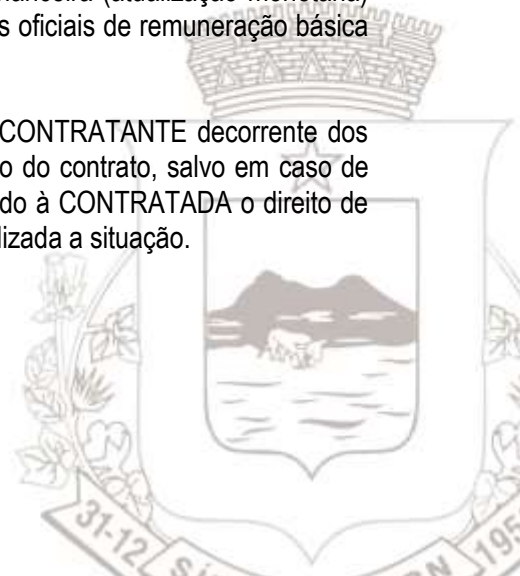 (atualização monetária)
s oficiais de remuneração básica
CONTRATANTE decorrente dos
o do contrato, salvo em caso de
do à CONTRATADA o direito de
lizada a situação.
31-12
195